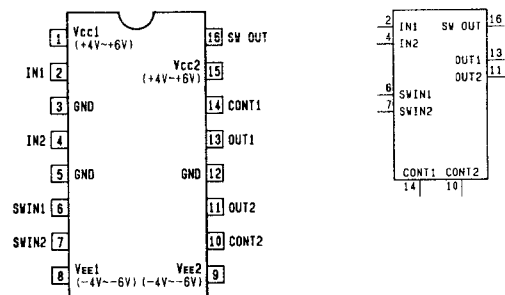 1 Vcc1 16 SW OUT
(+4V~+6V)
IN1 2 Vcc2 15
(+4V~+6V)
3 GND 14 CONT1
IN2 4 13 OUT1
5 GND GND 12
SWIN1 6 11 OUT2
SWIN2 7 10 CONT2
8 VEE1 VEE2 9
(-4V~-6V) (-4V~-6V)
2 IN1 SW OUT 16
4 IN2
OUT1 13
OUT2 11
6 SWIN1
7 SWIN2
CONT1 CONT2
14 10